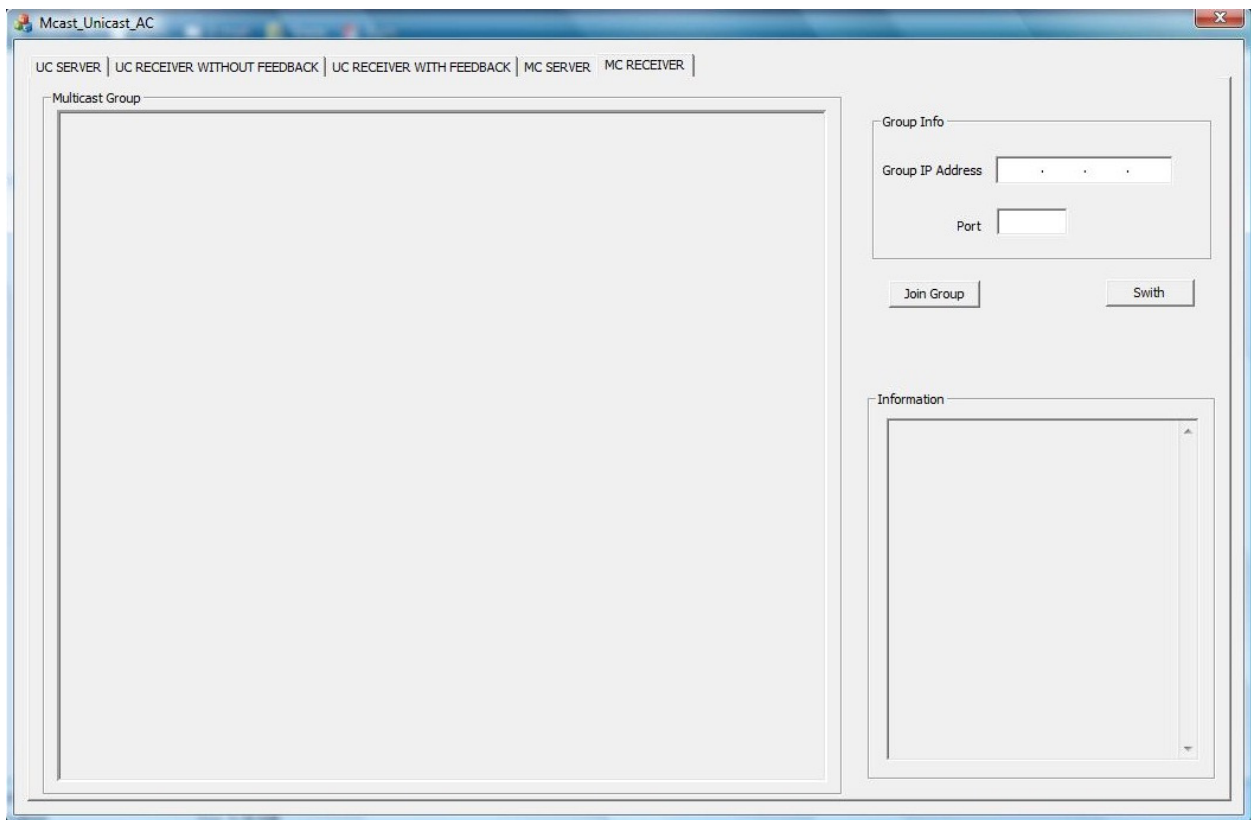 Mcast_Unicast_AC
UC SERVER UC RECEIVER WITHOUT FEEDBACK UC RECEIVER WITH FEEDBACK MC SERVER MC RECEIVER
Multicast Group
Group Info
Group IP Address . . .
Port
Join Group Swith
Information